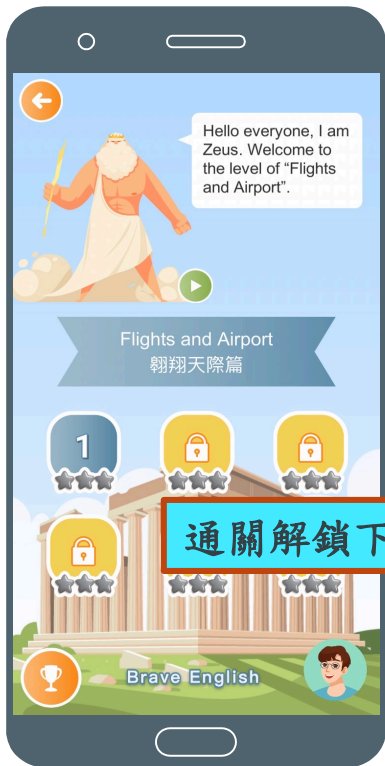 Hello everyone, I am
Zeus. Welcome to
the level of “Flights
and Airport”.
Flights and Airport
翱翔天際篇
1
通關解鎖下
Brave English